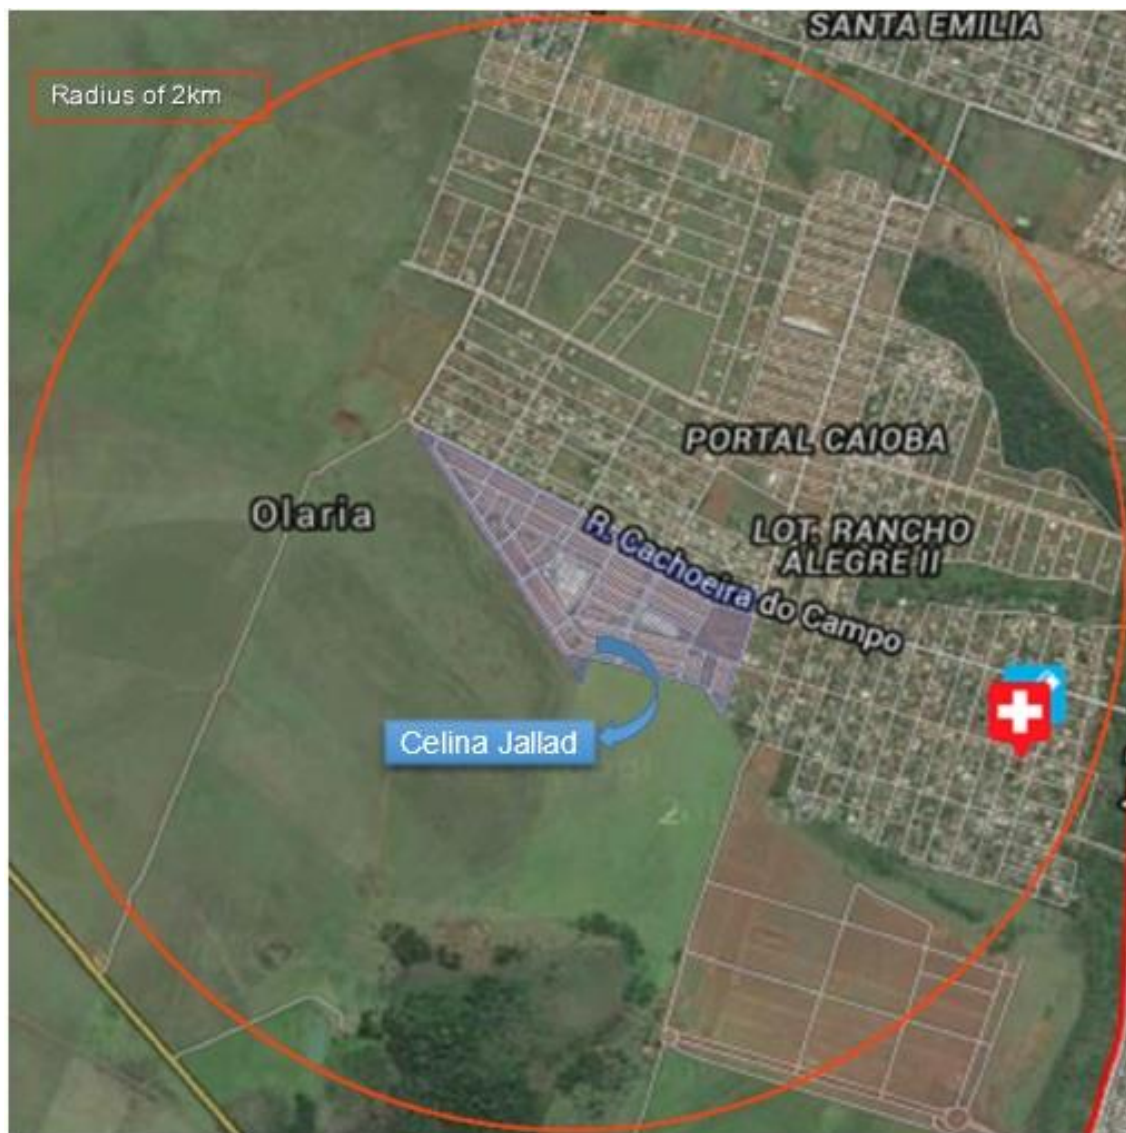 SANTA EMILIA
Radius of 2km
PORTAL CAIOBA
Olaria
R. Cachoeira do Campo
LOT. RANCHO
ALEGRE II
Celina Jallad